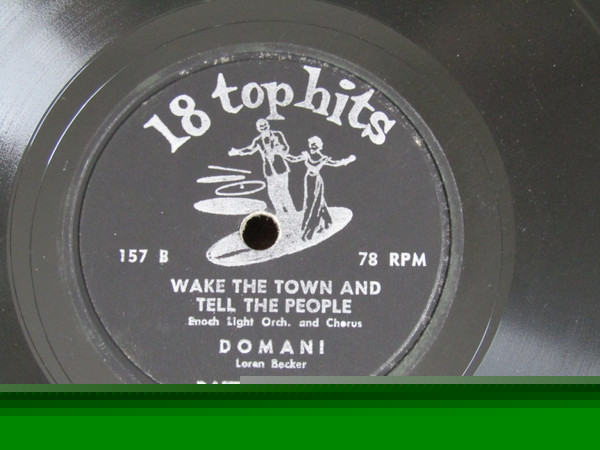 18 top hits
157 B
78 RPM
WAKE THE TOWN AND
TELL THE PEOPLE
Enoch Light Orch. and Chorus
DOMANI
Loren Becker